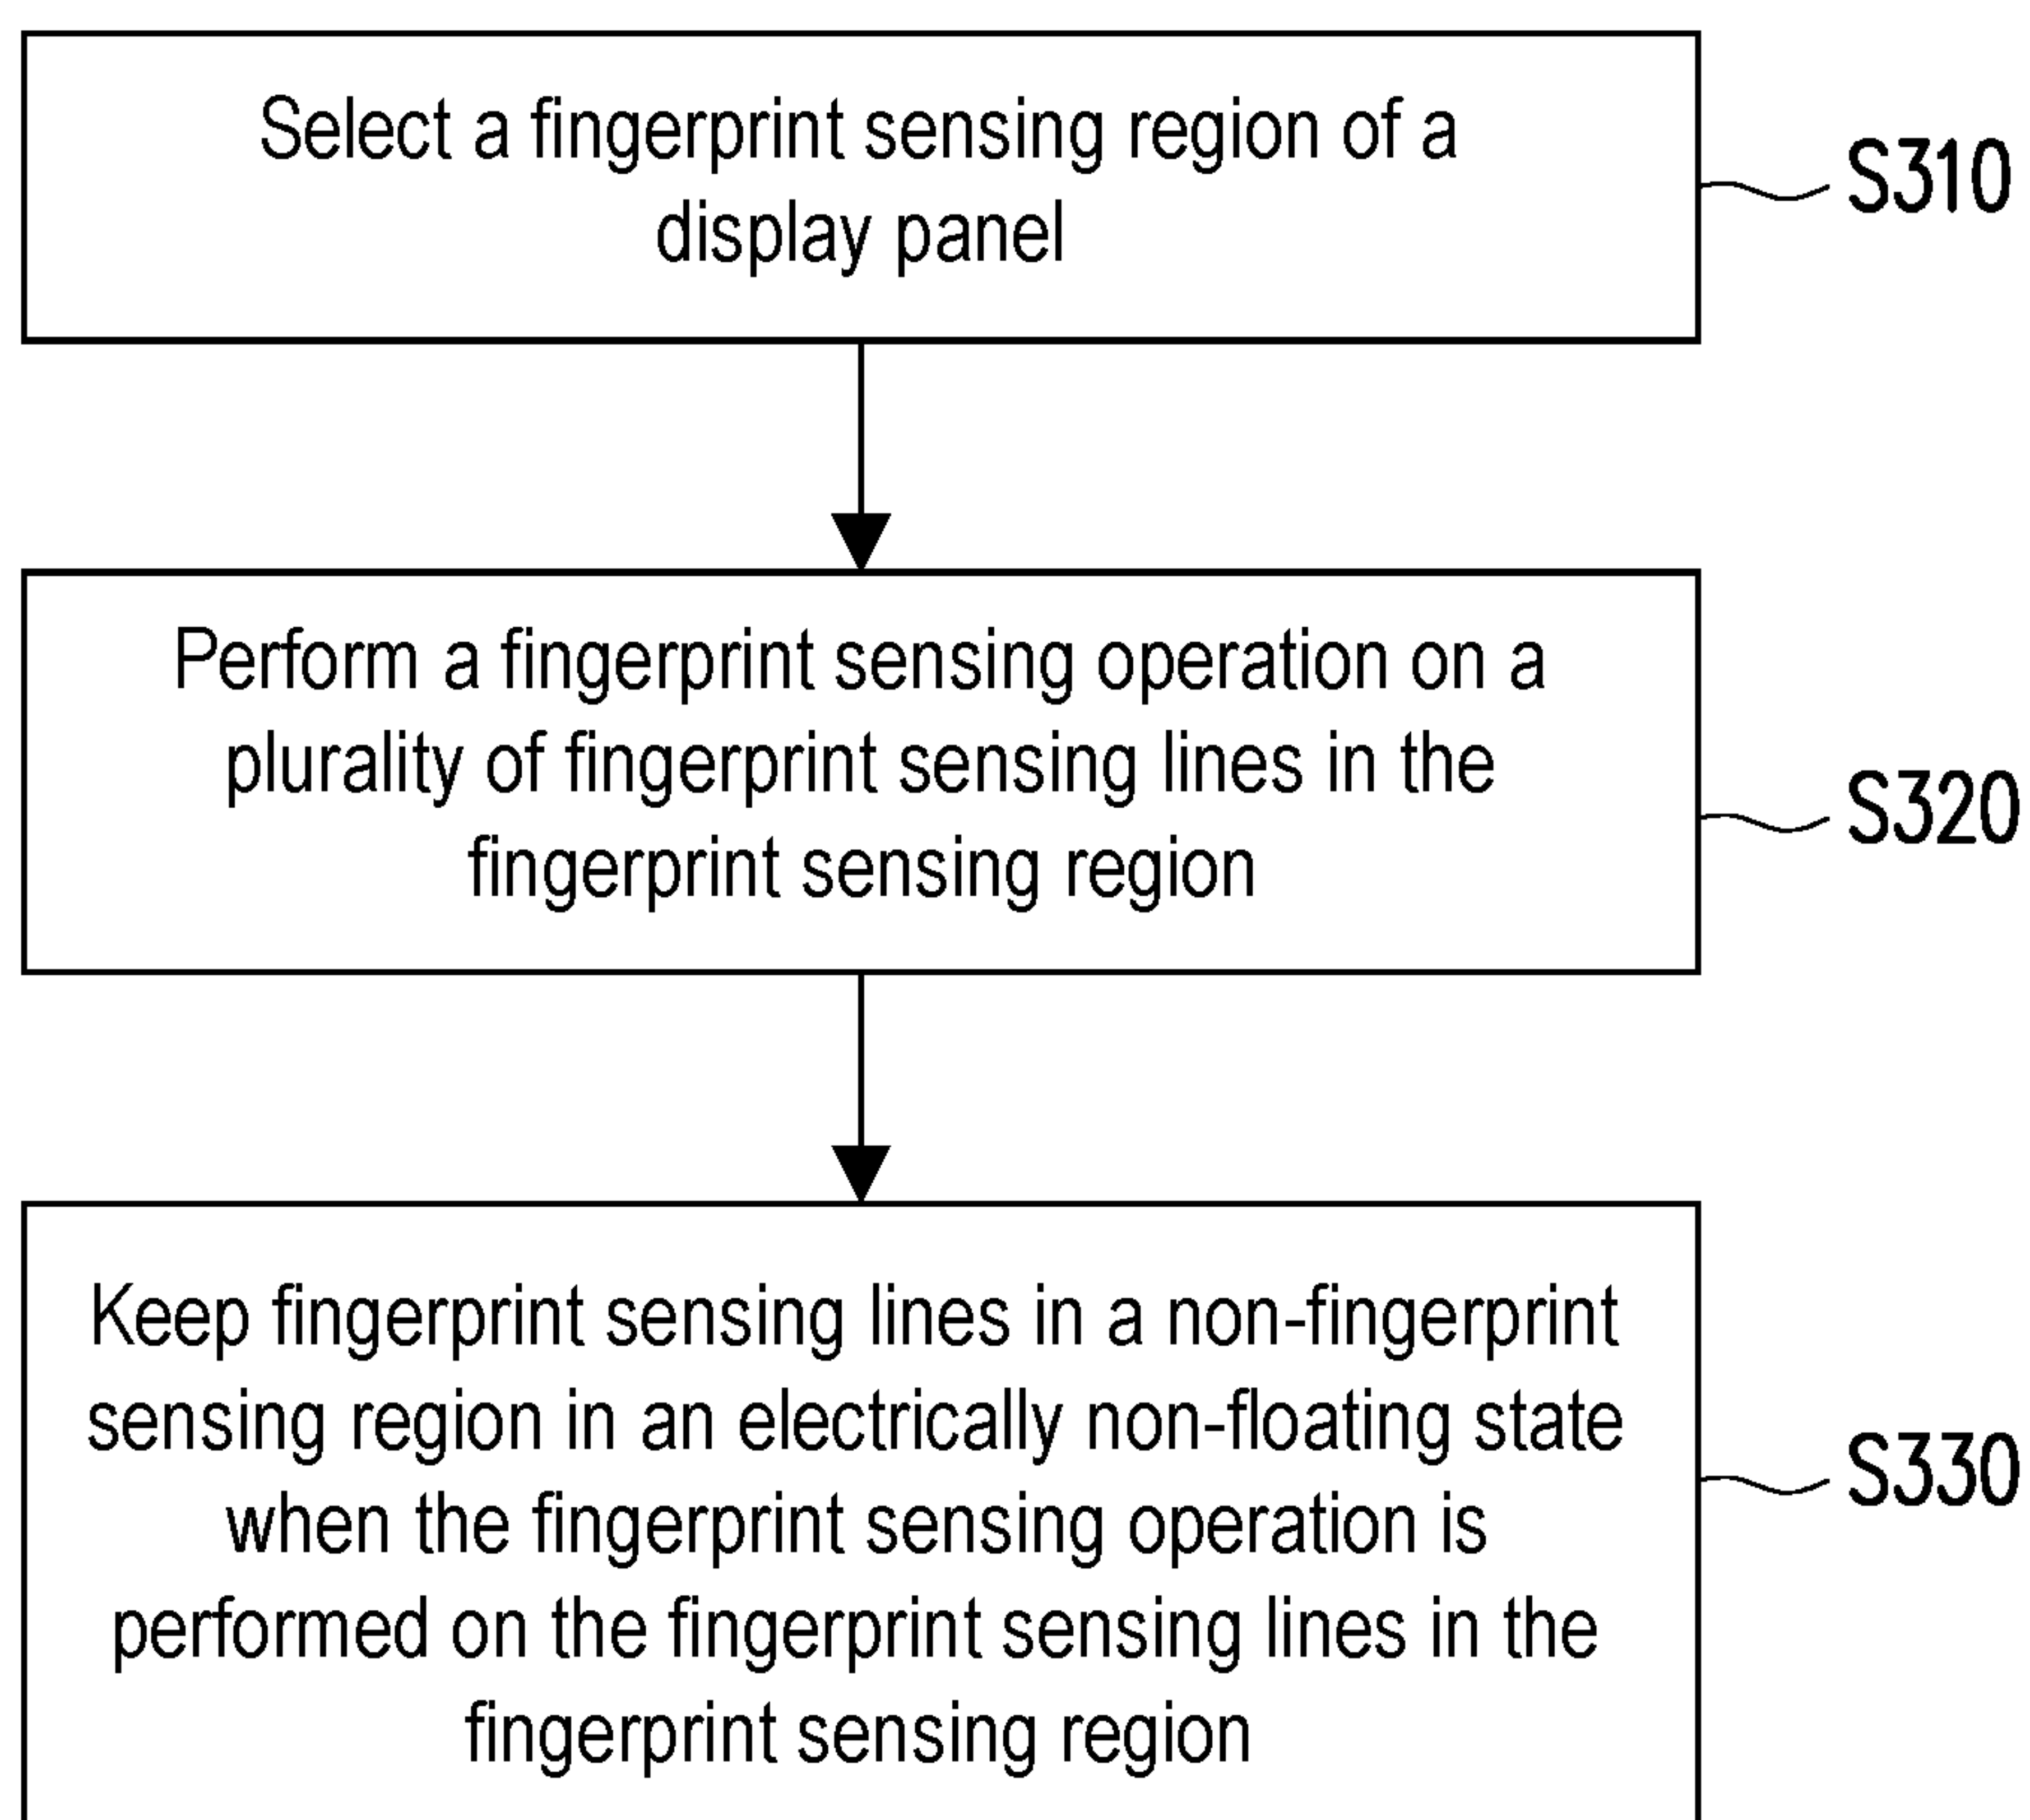 Select a fingerprint sensing region of a
display panel
S310
Perform a fingerprint sensing operation on a
plurality of fingerprint sensing lines in the
fingerprint sensing region
S320
Keep fingerprint sensing lines in a non-fingerprint
sensing region in an electrically non-floating state
when the fingerprint sensing operation is
performed on the fingerprint sensing lines in the
fingerprint sensing region
S330